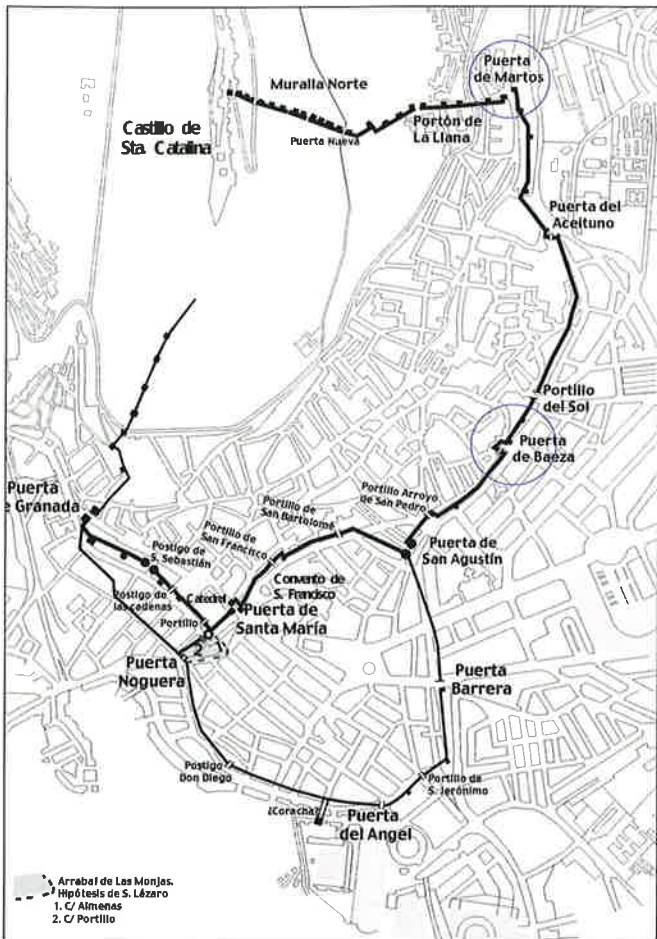 Puerta
de Martos
Muralla Norte
Portón de
La Llana
Puerta Nueva
Castillo de
Sta. Catalina
Puerta del
Aceituno
Portillo
del Sol
Puerta
de Baeza
Portillo Arroyo
de San Pedro
Puerta
e Granada
Portillo de
San Bartolomé
Portillo de
San Francisco
Puerta de
San Agustín
Postigo de
S. Sebastián
Convento de
S. Francisco
Postigo de
las cadenas
Catedral
Puerta de
Santa María
Portillo
2
Puerta
Noguera
Puerta
Barrera
Postigo
Don Diego
Portillo de
S. Jerónimo
¿Coracha?
Puerta
del Angel
Arrabal de Las Monjas.
Hipótesis de S. Lázaro
1. C/ Almenas
2. C/ Portillo